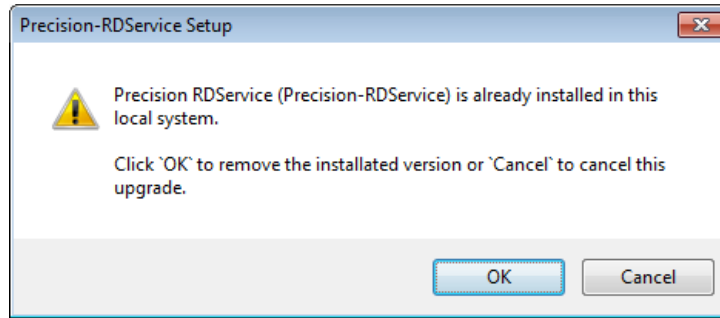 Precision-RDService Setup
Precision RDService (Precision-RDService) is already installed in this
local system.
Click `OK` to remove the installated version or `Cancel` to cancel this
upgrade.
OK
Cancel